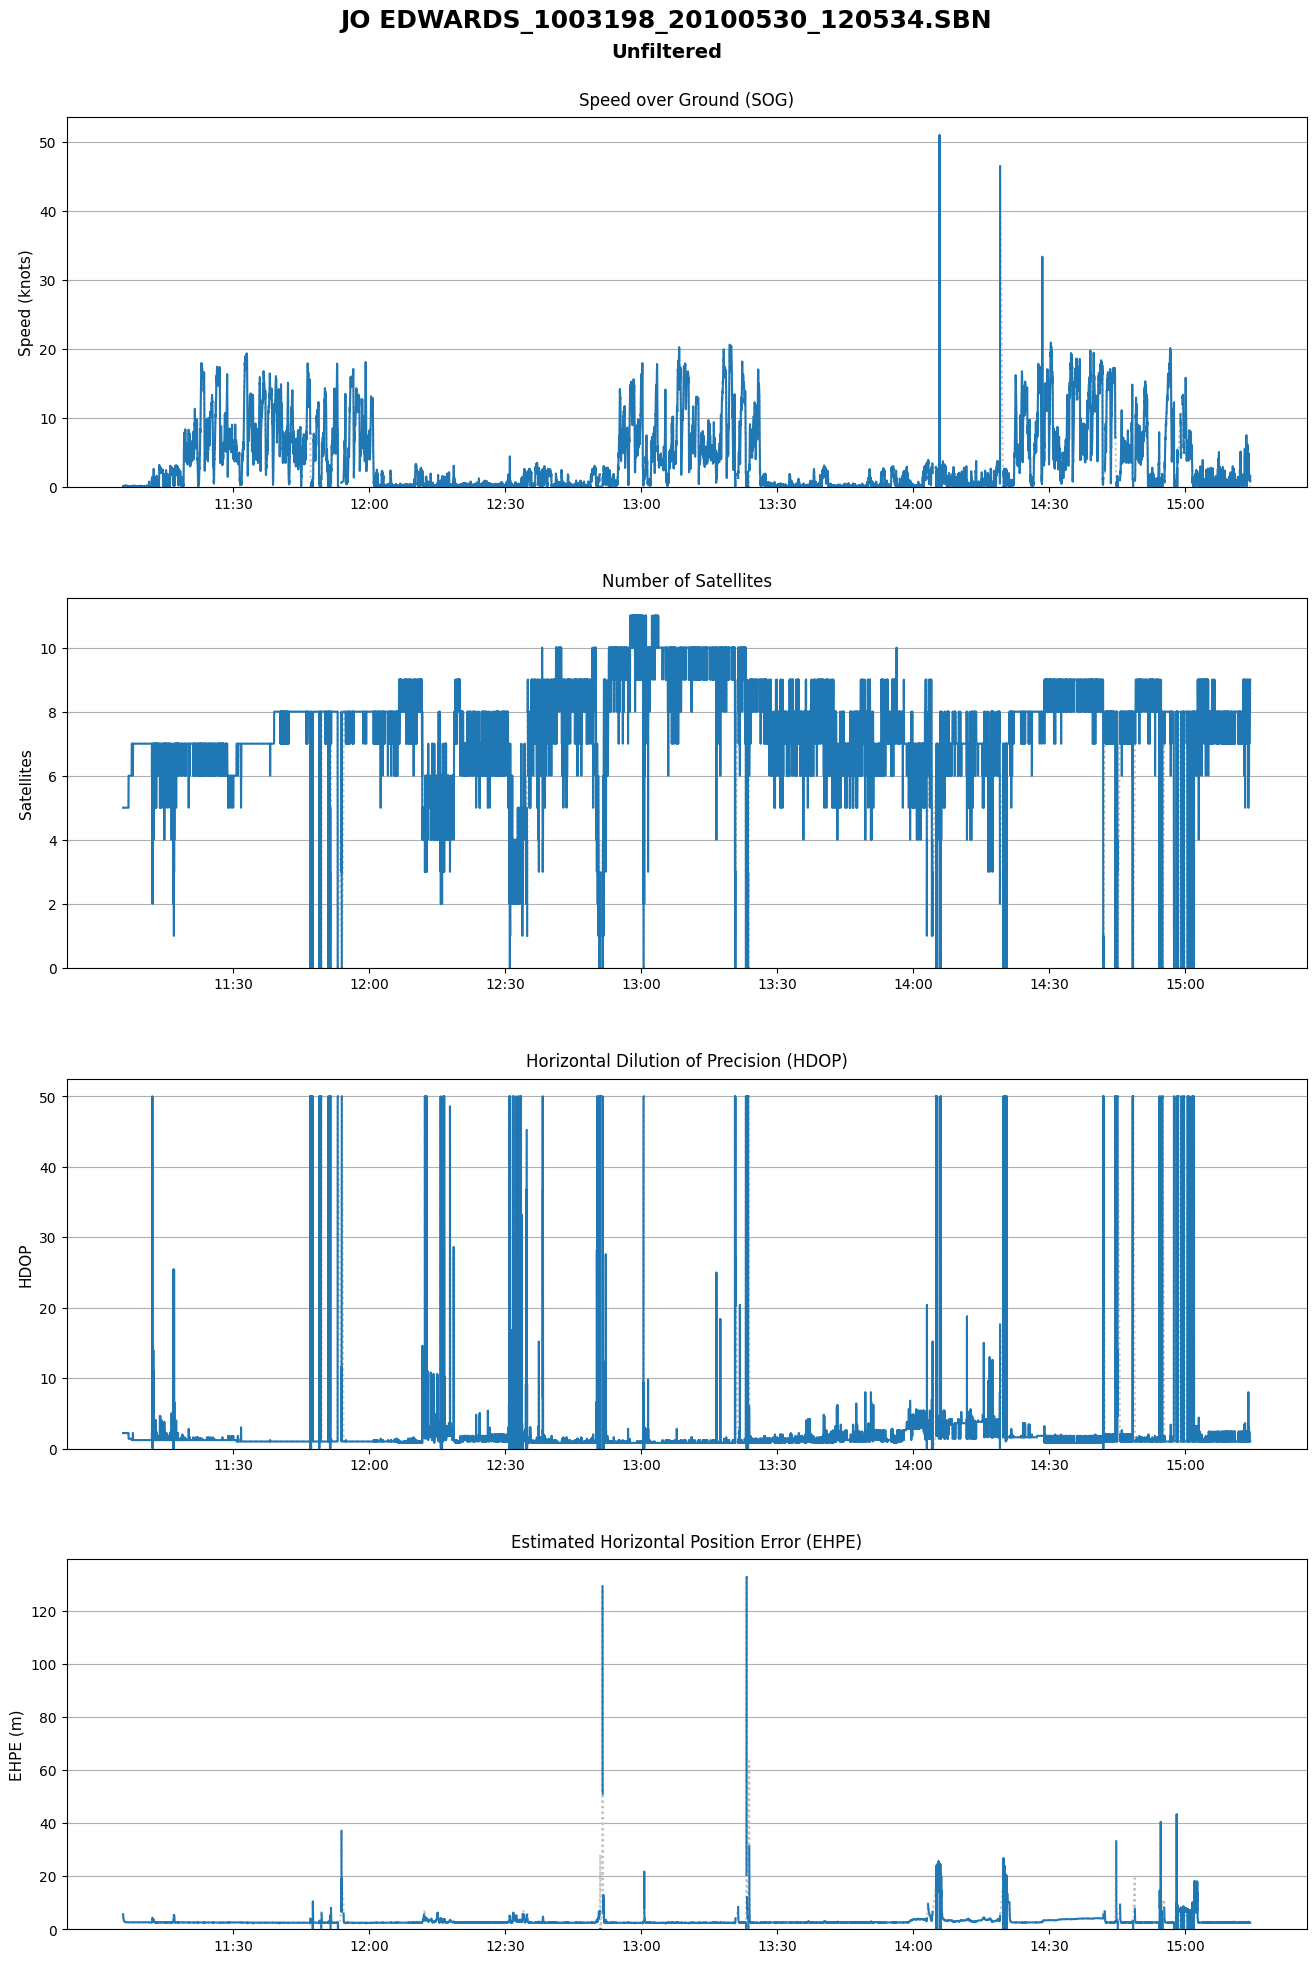 JO EDWARDS_1003198_20100530_120534.SBN
Unfiltered
Speed over Ground (SOG)
Speed (knots)
50
40
30
20
10
0
11:30 12:00 12:30 13:00 13:30 14:00 14:30 15:00
Number of Satellites
Satellites
10
8
6
4
2
0
11:30 12:00 12:30 13:00 13:30 14:00 14:30 15:00
Horizontal Dilution of Precision (HDOP)
HDOP
50
40
30
20
10
0
11:30 12:00 12:30 13:00 13:30 14:00 14:30 15:00
Estimated Horizontal Position Error (EHPE)
EHPE (m)
120
100
80
60
40
20
0
11:30 12:00 12:30 13:00 13:30 14:00 14:30 15:00